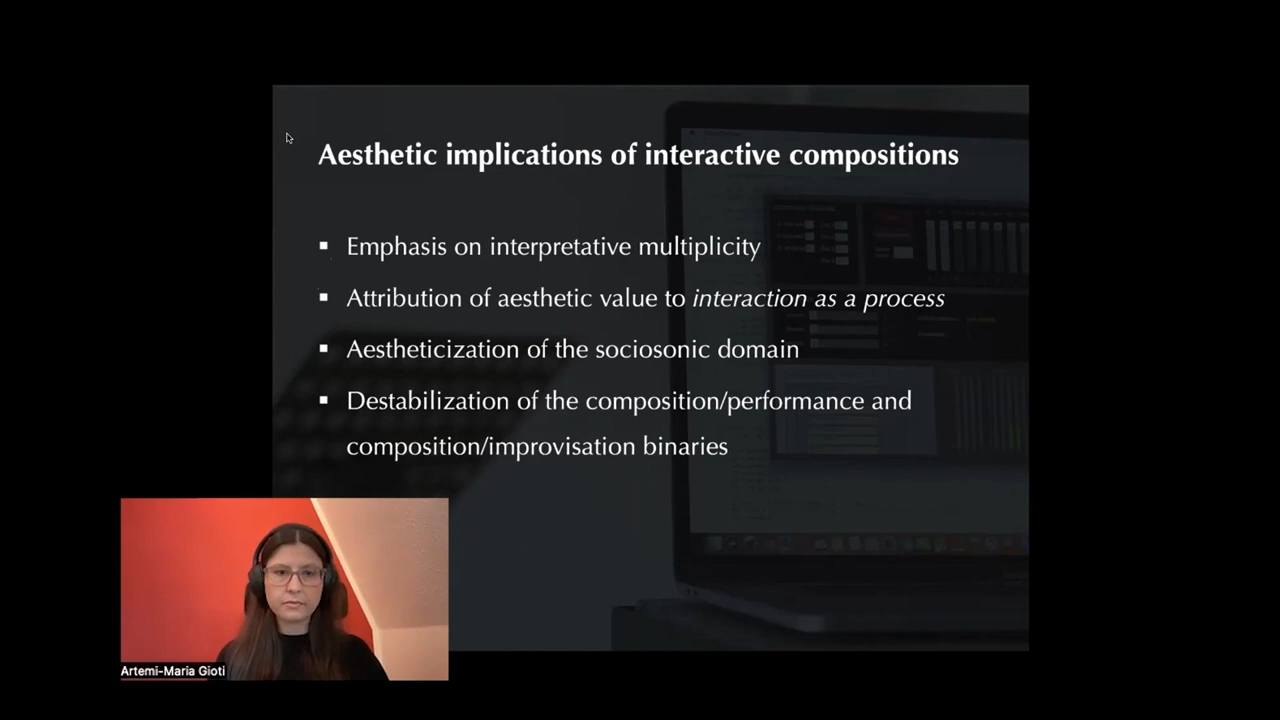 Aesthetic implications of interactive compositions
▪ Emphasis on interpretative multiplicity
▪ Attribution of aesthetic value to interaction as a process
▪ Aestheticization of the sociosonic domain
▪ Destabilization of the composition/performance and
composition/improvisation binaries
Artemi-Maria Gioti